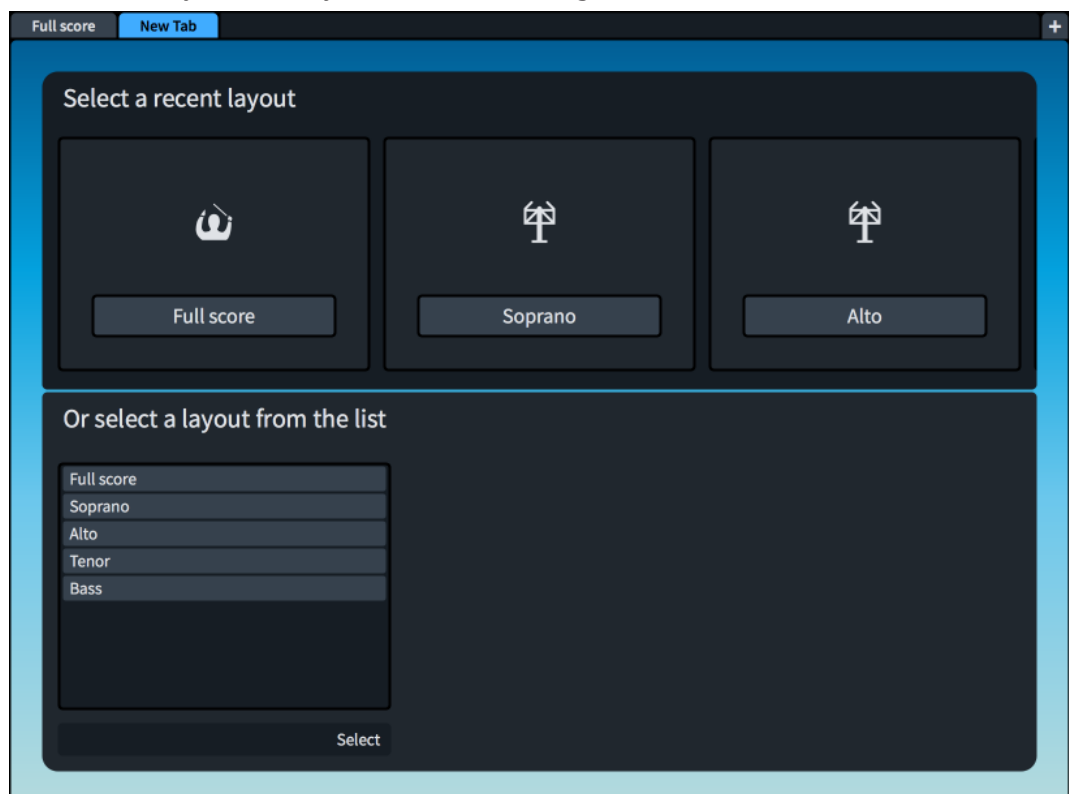 Full score
New Tab
+
Select a recent layout
Full score
Soprano
Alto
Or select a layout from the list
Full score
Soprano
Alto
Tenor
Bass
Select